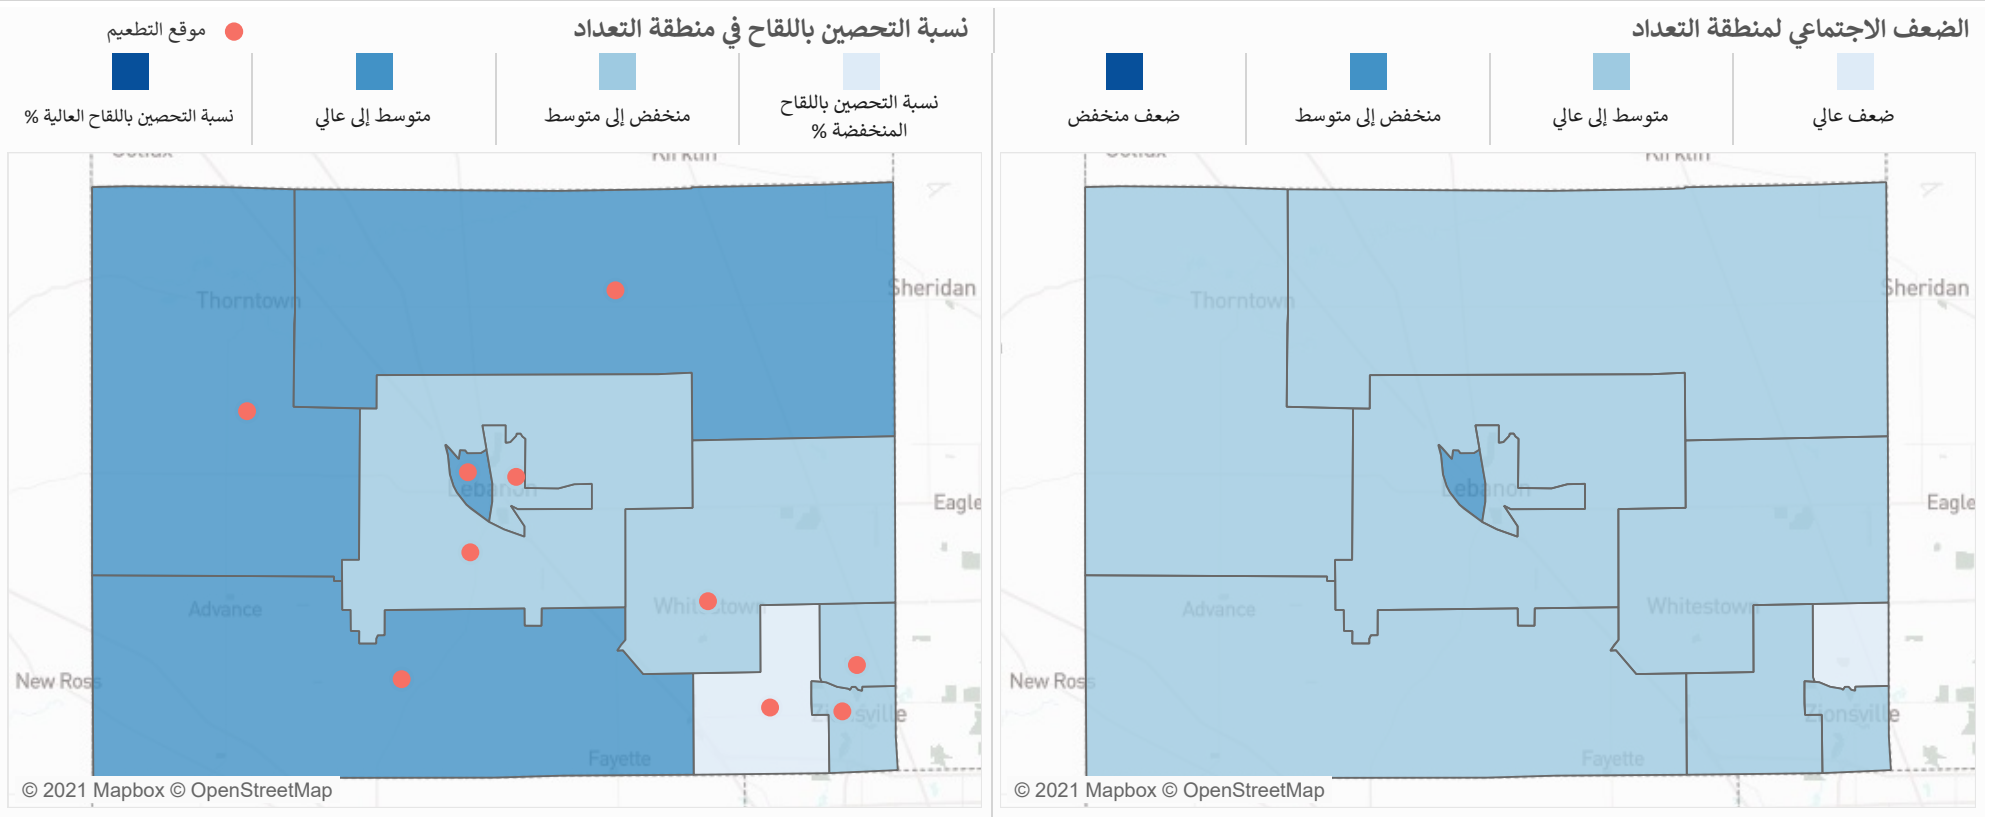 الضعف الاجتماعي لمنطقة التعداد
ضعف عالي
متوسط إلى عالي
منخفض إلى متوسط
ضعف منخفض
Kirklin
Thorntown
Sheridan
Lebanon
Eagle
Advance
Whitestown
New Ross
Zionsville
Fayette
© 2021 Mapbox © OpenStreetMap
نسبة التحصين باللقاح في منطقة التعداد
موقع التطعيم
نسبة التحصين باللقاح
المنخفضة %
منخفض إلى متوسط
متوسط إلى عالي
نسبة التحصين باللقاح العالية %
Kirklin
Thorntown
Sheridan
Lebanon
Eagle
Advance
Whitestown
New Ross
Zionsville
Fayette
© 2021 Mapbox © OpenStreetMap